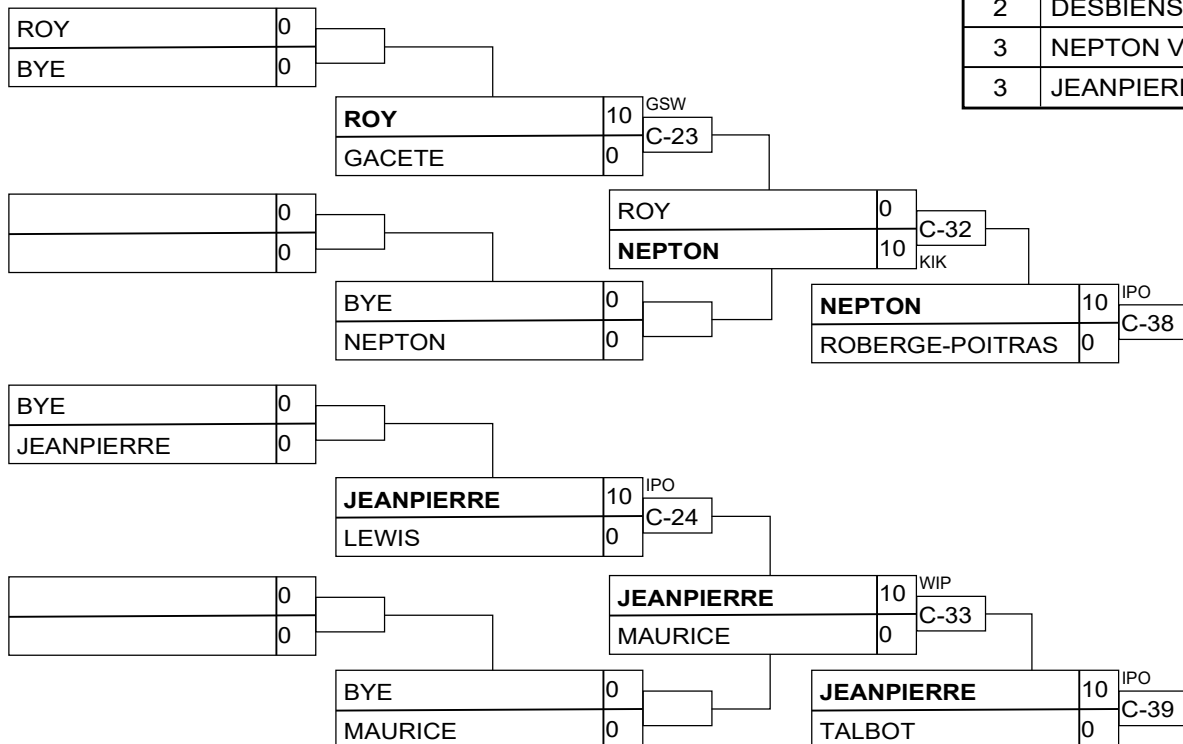 2 DESBIENS
3 NEPTON V
3
ROY 0
BYE 0
ROY 10 GSW
C-23
GACETE 0
0
0
ROY 0
C-32
NEPTON 10 KIK
BYE 0
NEPTON 0
NEPTON 10 IPO
C-38
ROBERGE-POITRAS 0
BYE 0
JEANPIERRE 0
JEANPIERRE 10 IPO
C-24
LEWIS 0
0
0
JEANPIERRE 10 WIP
C-33
MAURICE 0
BYE 0
MAURICE 0
JEANPIERRE 10 IPO
C-39
TALBOT 0